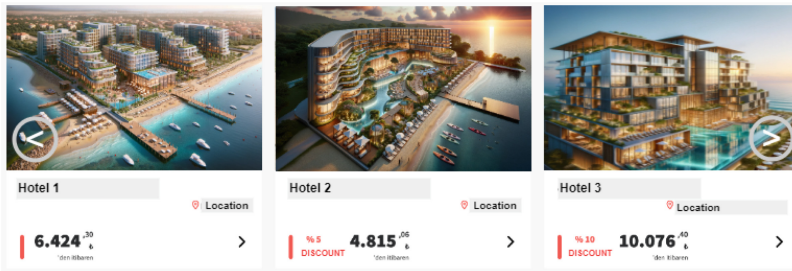 Hotel 1
Location
6.424 ,30 ₺
'den itibaren
Hotel 2
Location
% 5
DISCOUNT
4.815 ,06 ₺
'den itibaren
Hotel 3
Location
% 10
DISCOUNT
10.076 ,40 ₺
'den itibaren